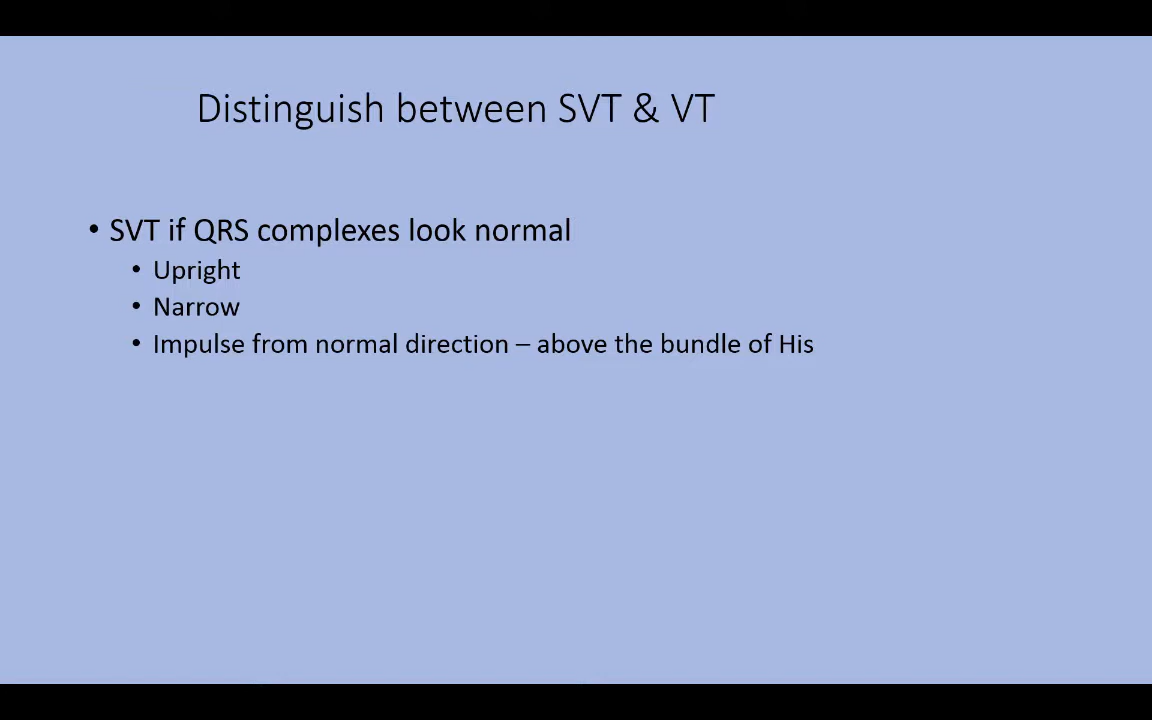 Distinguish between SVT & VT
• SVT if QRS complexes look normal
• Upright
• Narrow
• Impulse from normal direction – above the bundle of His